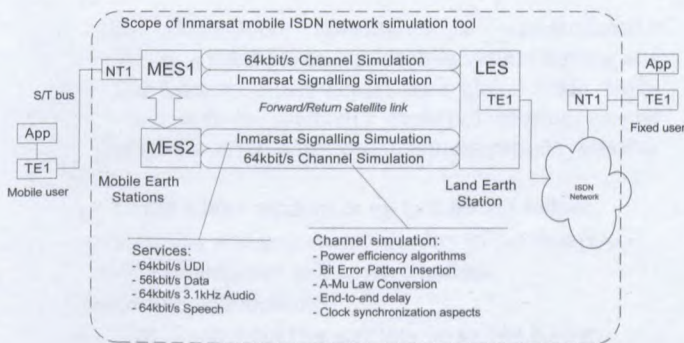 Scope of Inmarsat mobile ISDN network simulation tool
NT1
MES1
64kbit/s Channel Simulation
Inmarsat Signalling Simulation
LES
TE1
App
S/T bus
Forward/Return Satellite link
NT1
TE1
Fixed user
App
TE1
Mobile user
MES2
Inmarsat Signalling Simulation
64kbit/s Channel Simulation
Mobile Earth
Stations
Land Earth
Station
ISDN
Network
Services:
- 64kbit/s UDI
- 56kbit/s Data
- 64kbit/s 3.1kHz Audio
- 64kbit/s Speech
Channel simulation:
- Power efficiency algorithms
- Bit Error Pattern Insertion
- A-Mu Law Conversion
- End-to-end delay
- Clock synchronization aspects